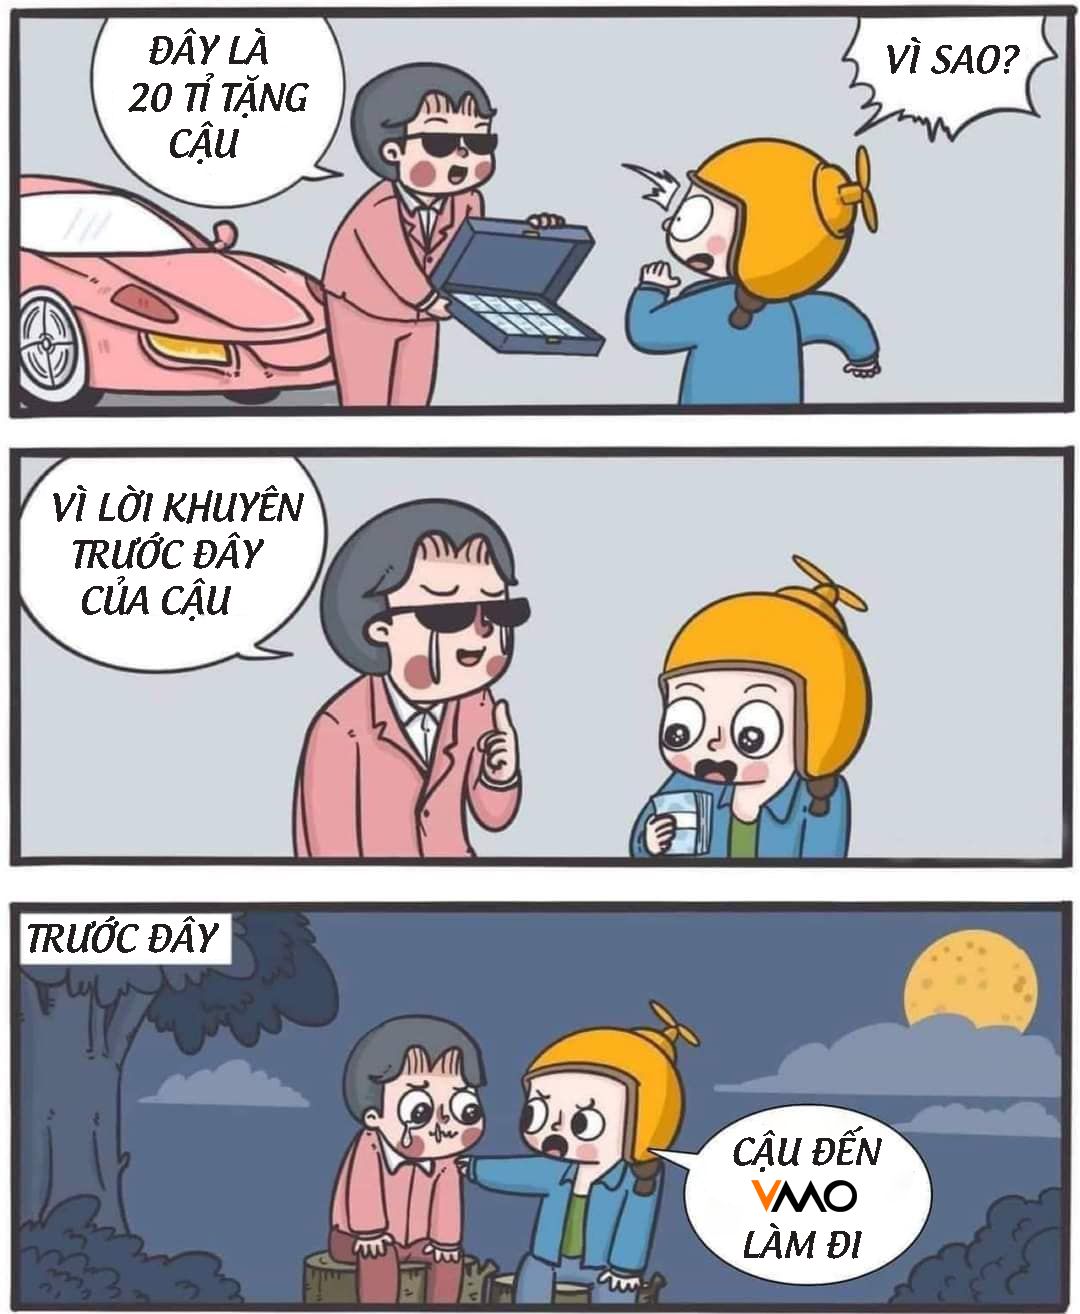 ĐÂY LÀ
20 TỈ TẶNG
CẬU
VÌ SAO?
VÌ LỜI KHUYÊN
TRƯỚC ĐÂY
CỦA CẬU
TRƯỚC ĐÂY
CẬU ĐẾN
VMO
LÀM ĐI